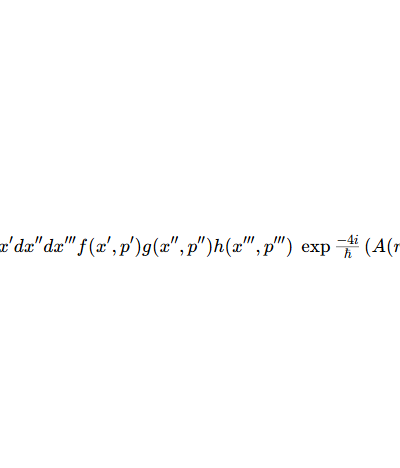 x′dx″dx‴f(x′, p′)g(x″, p″)h(x‴, p‴) exp −4i/ħ (A(r